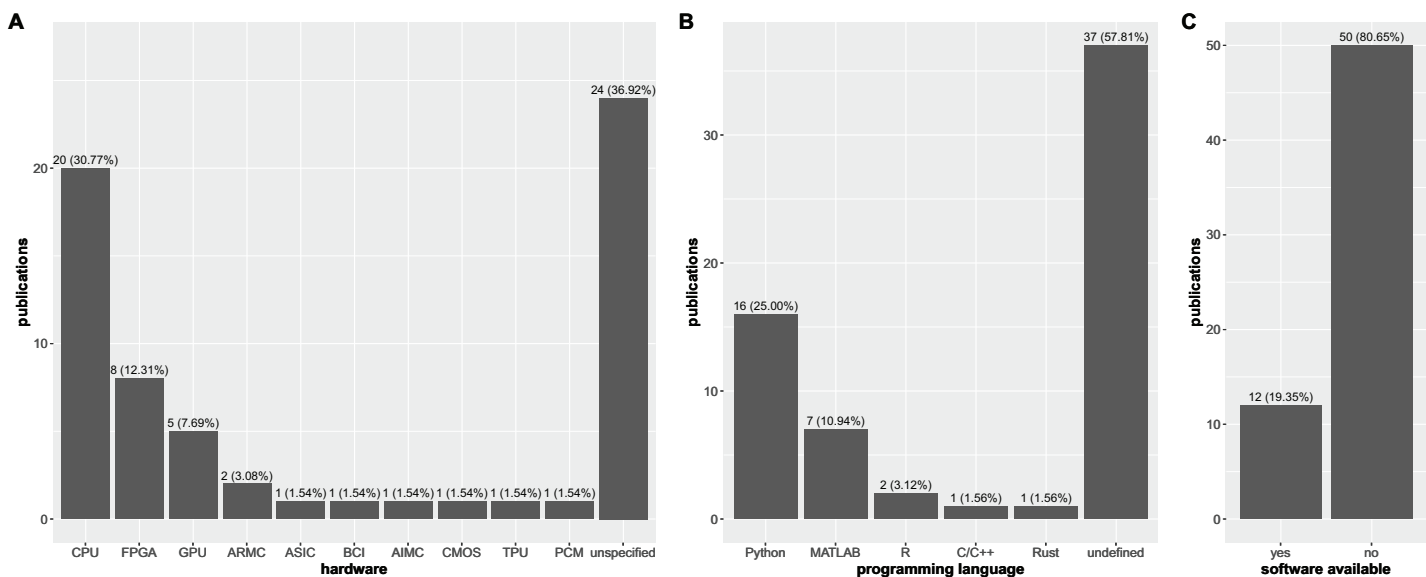 A
publications
20
10
0
20 (30.77%)
8 (12.31%)
5 (7.69%)
2 (3.08%)
1 (1.54%)
1 (1.54%)
1 (1.54%)
1 (1.54%)
1 (1.54%)
1 (1.54%)
24 (36.92%)
CPU FPGA GPU ARMC ASIC BCI AIMC CMOS TPU PCM unspecified
hardware
B
publications
30
20
10
0
16 (25.00%)
7 (10.94%)
2 (3.12%)
1 (1.56%)
1 (1.56%)
37 (57.81%)
Python MATLAB R C/C++ Rust undefined
programming language
C
publications
50
40
30
20
10
0
12 (19.35%)
50 (80.65%)
yes no
software available